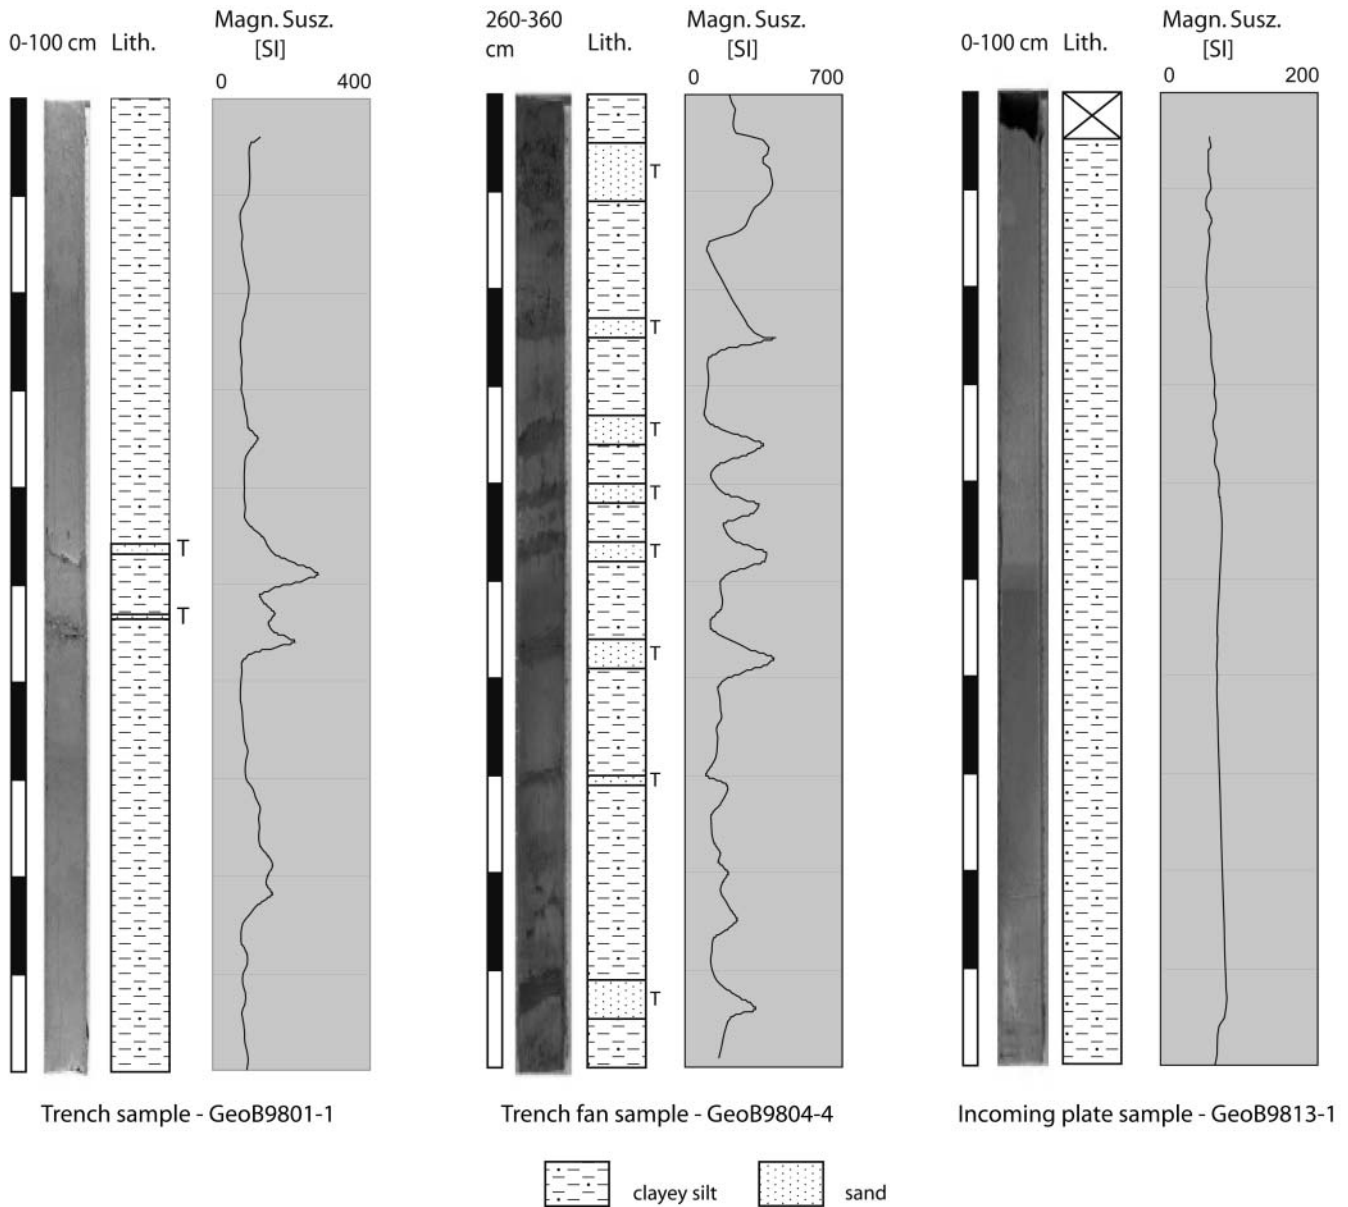 0-100 cm Lith.
Magn. Susz.
[SI]
0 400
T
T
Trench sample - GeoB9801-1
260-360
cm
Lith.
Magn. Susz.
[SI]
0 700
T
T
T
T
T
T
T
T
Trench fan sample - GeoB9804-4
0-100 cm Lith.
Magn. Susz.
[SI]
0 200
Incoming plate sample - GeoB9813-1
clayey silt
sand